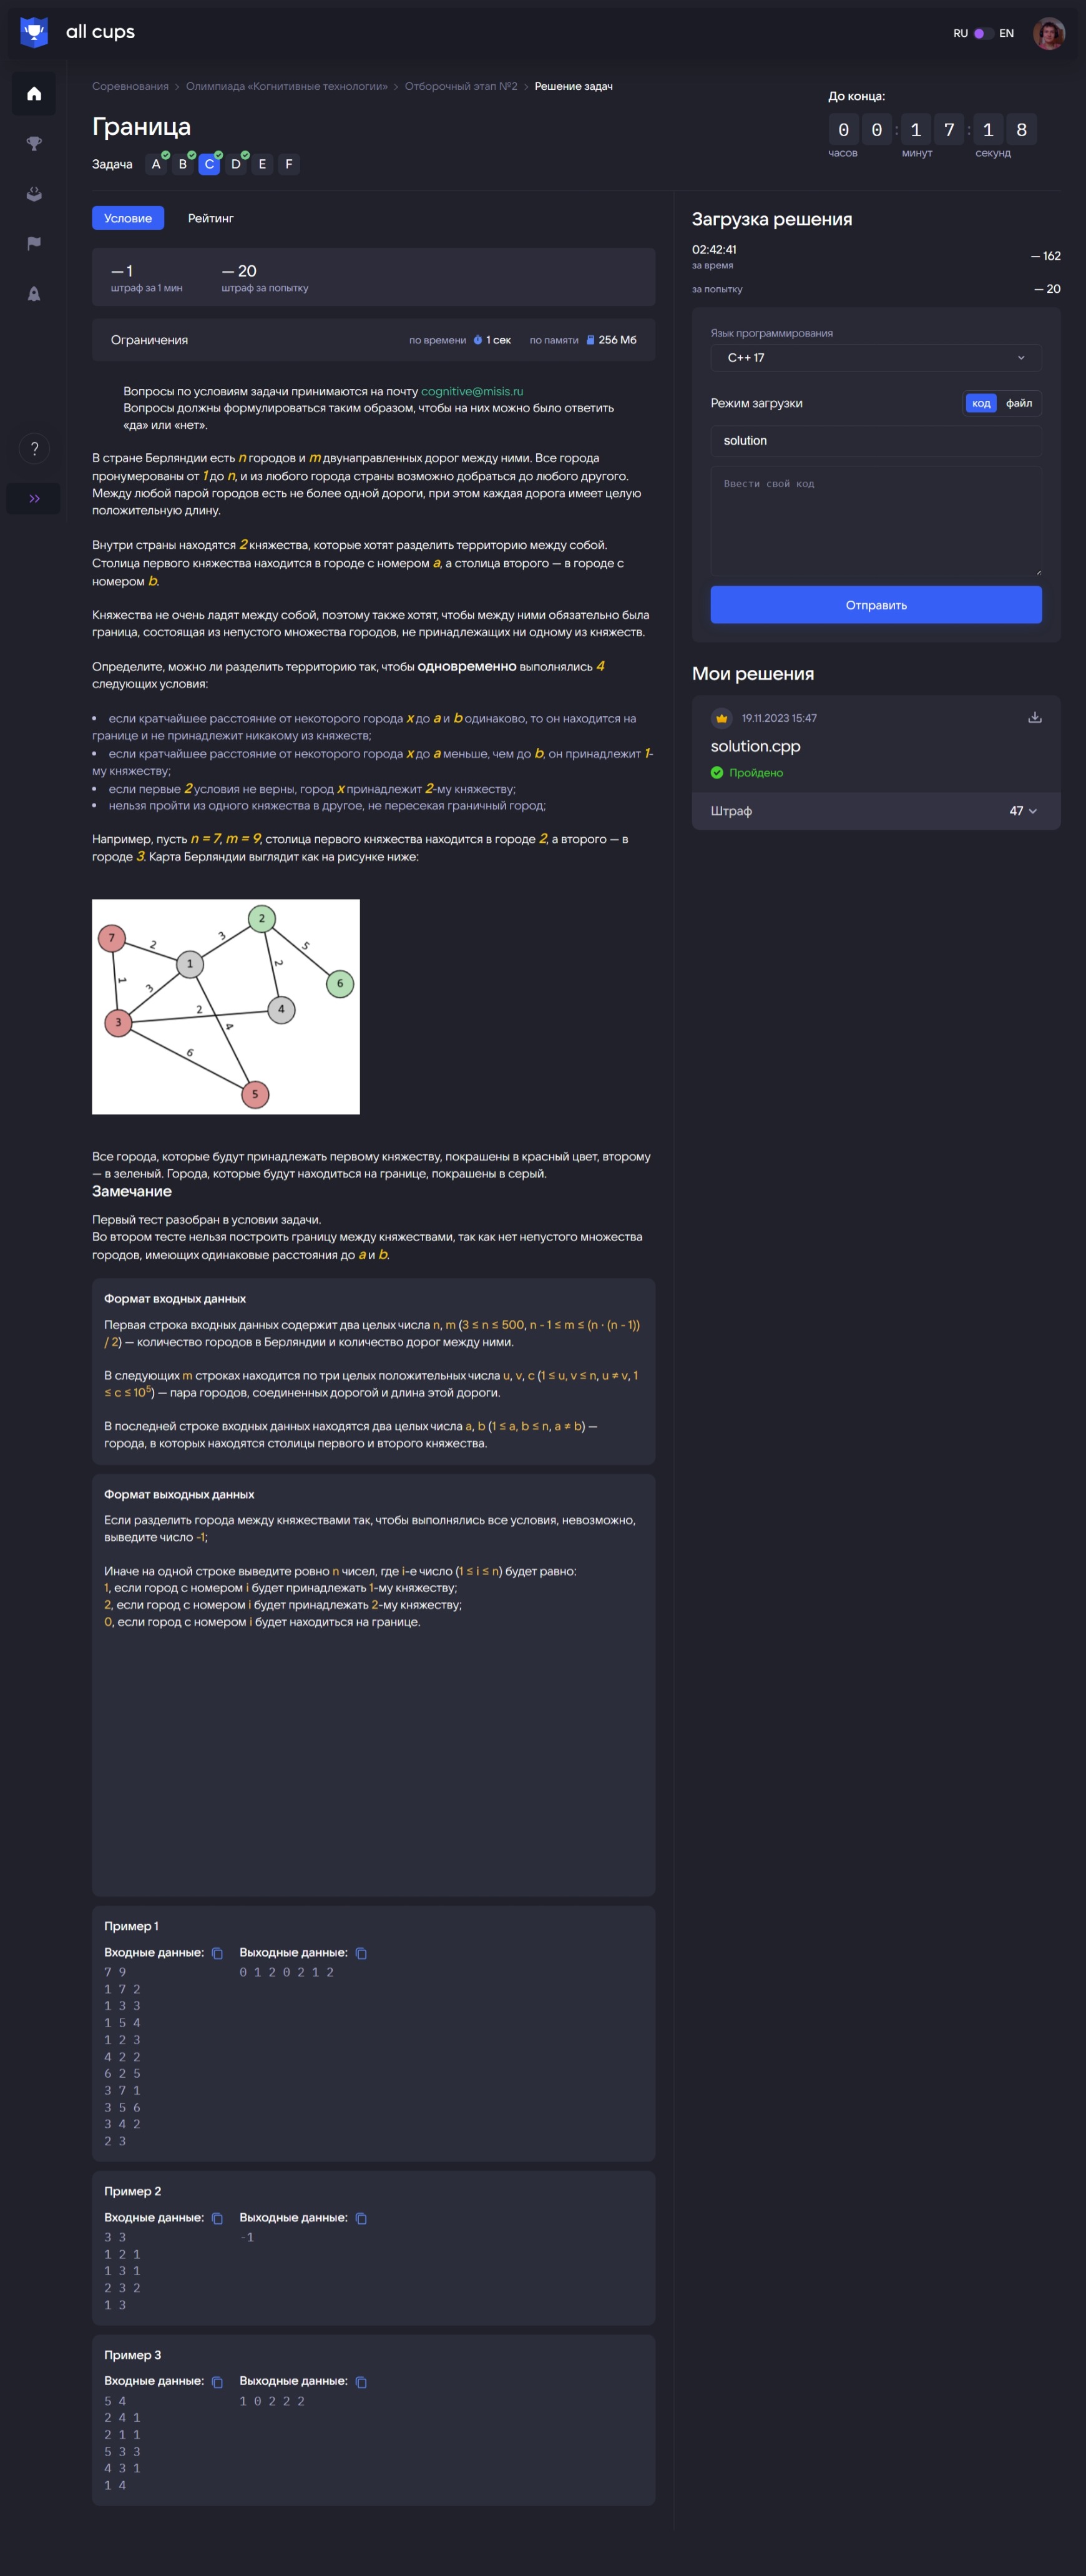 all cups
RU EN
Соревнования > Олимпиада «Когнитивные технологии» > Отборочный этап №2 > Решение задач
До конца:
Граница
0 0 : 1 7 : 1 8
часов минут секунд
Задача A B C D E F
Условие Рейтинг
— 1 — 20
штраф за 1 мин штраф за попытку
Ограничения по времени 1 сек по памяти 256 Мб
Вопросы по условиям задачи принимаются на почту cognitive@misis.ru
Вопросы должны формулироваться таким образом, чтобы на них можно было ответить
«да» или «нет».
В стране Берляндии есть n городов и m двунаправленных дорог между ними. Все города
пронумерованы от 1 до n, и из любого города страны возможно добраться до любого другого.
Между любой парой городов есть не более одной дороги, при этом каждая дорога имеет целую
положительную длину.
Внутри страны находятся 2 княжества, которые хотят разделить территорию между собой.
Столица первого княжества находится в городе с номером a, а столица второго — в городе с
номером b.
Княжества не очень ладят между собой, поэтому также хотят, чтобы между ними обязательно была
граница, состоящая из непустого множества городов, не принадлежащих ни одному из княжеств.
Определите, можно ли разделить территорию так, чтобы одновременно выполнялись 4
следующих условия:
• если кратчайшее расстояние от некоторого города x до a и b одинаково, то он находится на
границе и не принадлежит никакому из княжеств;
• если кратчайшее расстояние от некоторого города x до a меньше, чем до b, он принадлежит 1-
му княжеству;
• если первые 2 условия не верны, город x принадлежит 2-му княжеству;
• нельзя пройти из одного княжества в другое, не пересекая граничный город;
Например, пусть n = 7, m = 9, столица первого княжества находится в городе 2, а второго — в
городе 3. Карта Берляндии выглядит как на рисунке ниже:
2
7
2
3
5
1
1
2
6
3
4
2
3
4
6
5
Все города, которые будут принадлежать первому княжеству, покрашены в красный цвет, второму
— в зеленый. Города, которые будут находиться на границе, покрашены в серый.
Замечание
Первый тест разобран в условии задачи.
Во втором тесте нельзя построить границу между княжествами, так как нет непустого множества
городов, имеющих одинаковые расстояния до a и b.
Формат входных данных
Первая строка входных данных содержит два целых числа n, m (3 ≤ n ≤ 500, n - 1 ≤ m ≤ (n · (n - 1))
/ 2) — количество городов в Берляндии и количество дорог между ними.
В следующих m строках находится по три целых положительных числа u, v, c (1 ≤ u, v ≤ n, u ≠ v, 1
≤ c ≤ 10⁵) — пара городов, соединенных дорогой и длина этой дороги.
В последней строке входных данных находятся два целых числа a, b (1 ≤ a, b ≤ n, a ≠ b) —
города, в которых находятся столицы первого и второго княжества.
Формат выходных данных
Если разделить города между княжествами так, чтобы выполнялись все условия, невозможно,
выведите число -1;
Иначе на одной строке выведите ровно n чисел, где i-е число (1 ≤ i ≤ n) будет равно:
1, если город с номером i будет принадлежать 1-му княжеству;
2, если город с номером i будет принадлежать 2-му княжеству;
0, если город с номером i будет находиться на границе.
Пример 1
Входные данные: Выходные данные:
7 9 0 1 2 0 2 1 2
1 7 2
1 3 3
1 5 4
1 2 3
4 2 2
6 2 5
3 7 1
3 5 6
3 4 2
2 3
Пример 2
Входные данные: Выходные данные:
3 3 -1
1 2 1
1 3 1
2 3 2
1 3
Пример 3
Входные данные: Выходные данные:
5 4 1 0 2 2 2
2 4 1
2 1 1
5 3 3
4 3 1
1 4
Загрузка решения
02:42:41 — 162
за время
за попытку — 20
Язык программирования
C++ 17
Режим загрузки код файл
solution
Ввести свой код
Отправить
Мои решения
19.11.2023 15:47
solution.cpp
Пройдено
Штраф 47
?